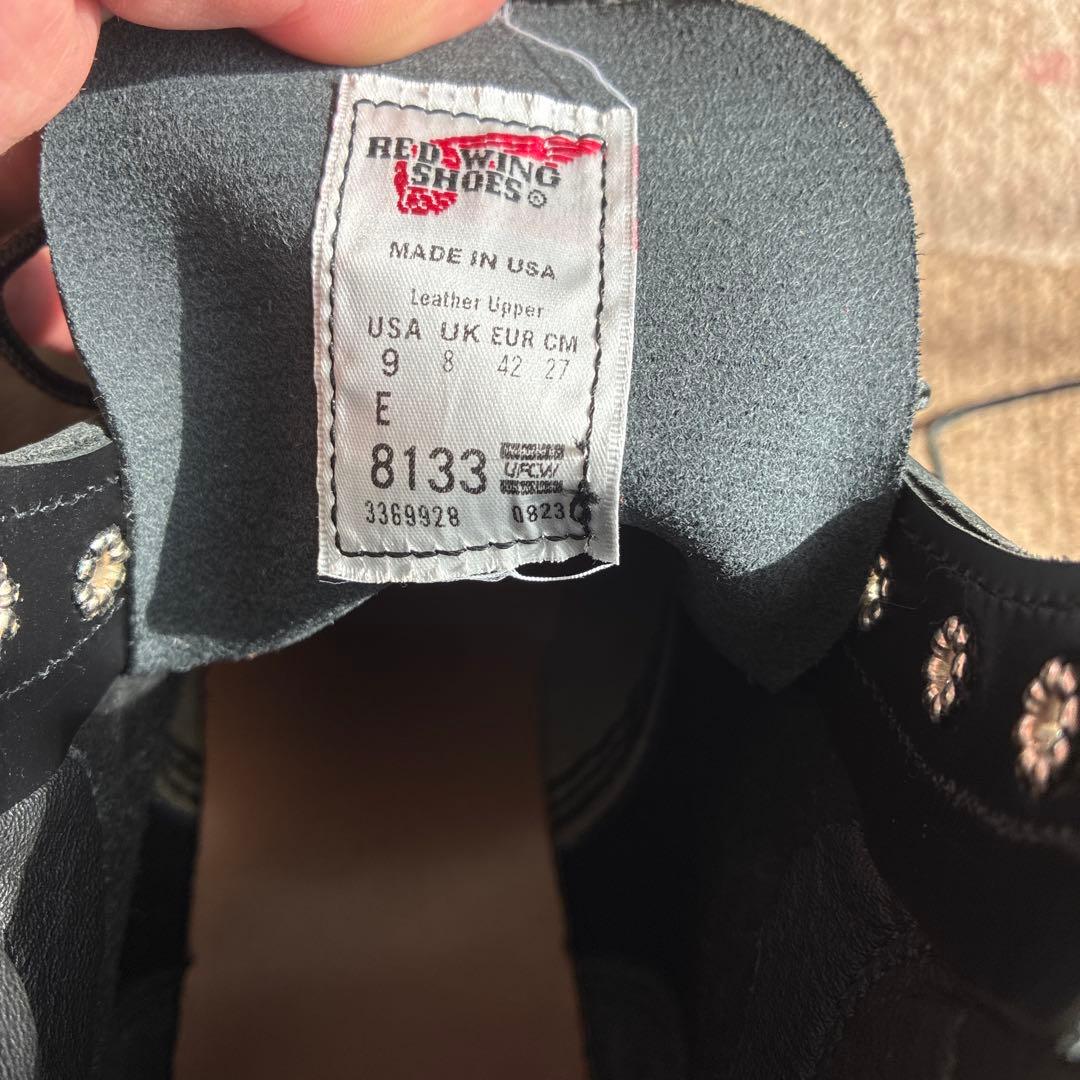 RED WING
SHOES®
MADE IN USA
Leather Upper
USA UK EUR CM
9 8 42 27
E
8133 UFCW
3369928 0823